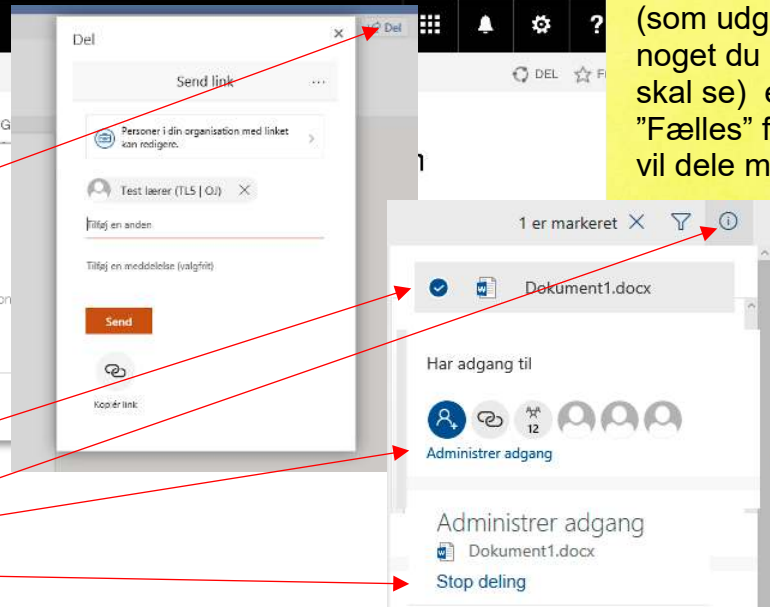 Del
Del
Send link
...
Personer i din organisation med linket
kan redigere.
Test lærer (TL5 | OJ)
Tilføj en anden
Tilføj en meddelelse (valgfrit)
Send
Kopiér link
?
DEL
F
(som udg
noget du
skal se) e
"Fælles" f
vil dele m
1 er markeret
Dokument1.docx
Har adgang til
12
Administrer adgang
Administrer adgang
Dokument1.docx
Stop deling